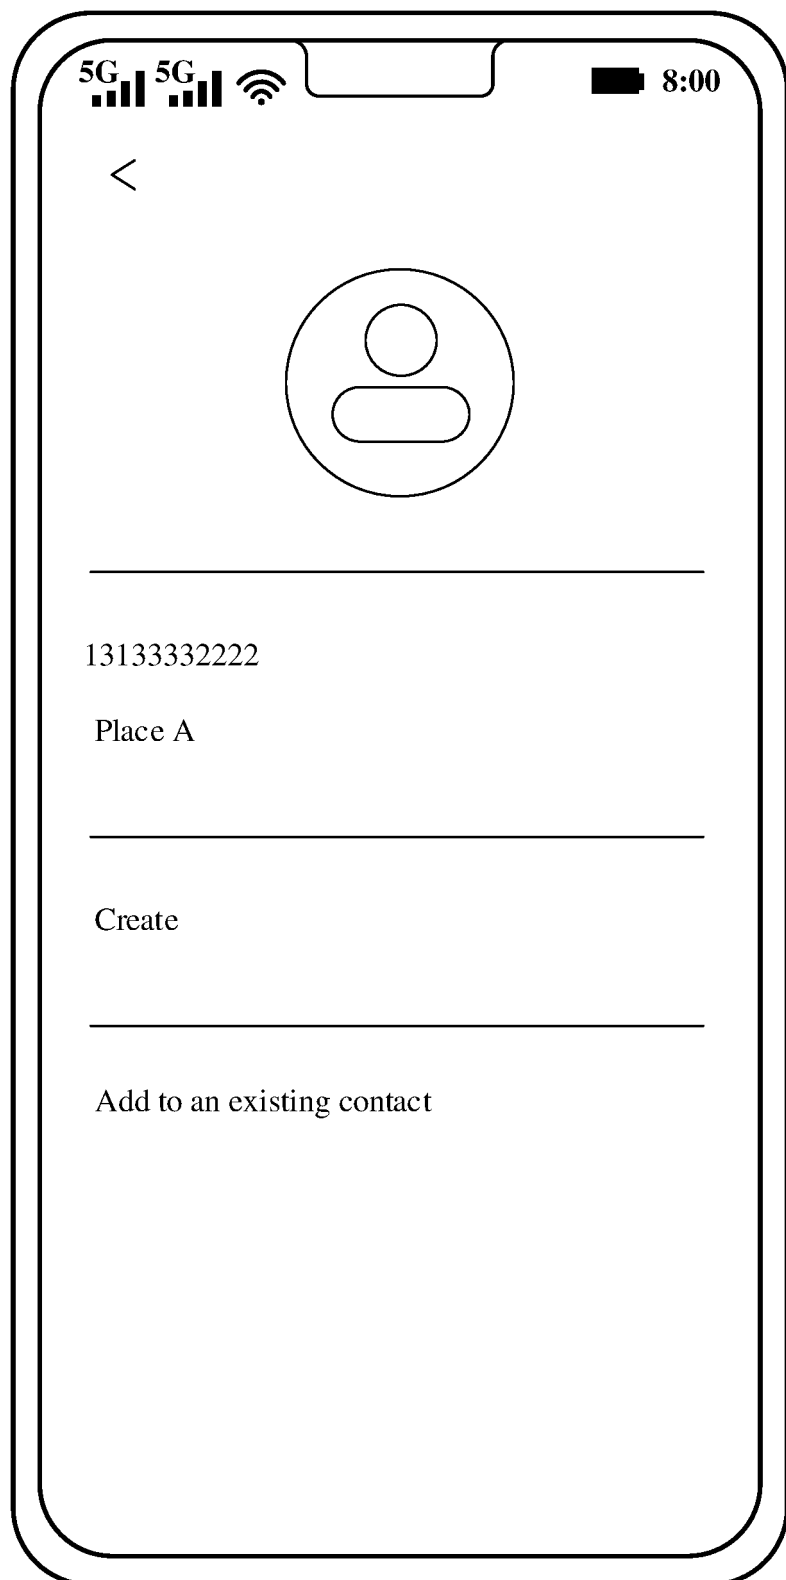 5G 5G 8:00
<
13133332222
Place A
Create
Add to an existing contact